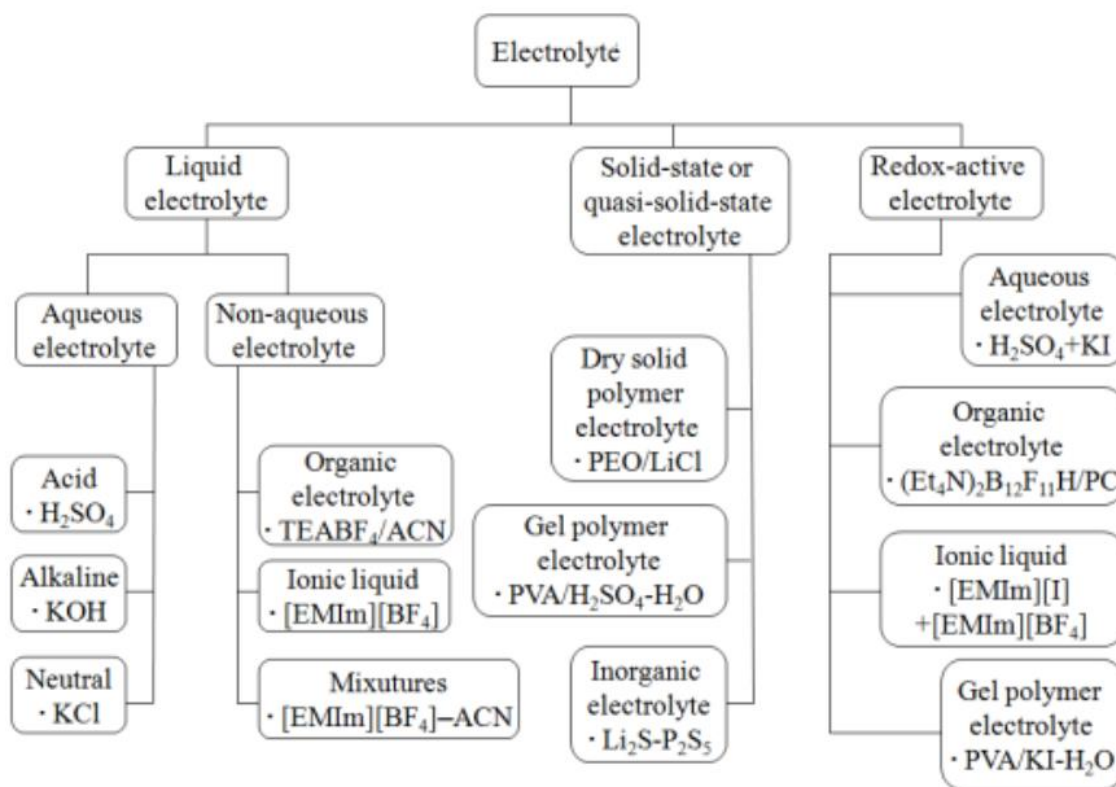 Electrolyte
Liquid
electrolyte
Solid-state or
quasi-solid-state
electrolyte
Redox-active
electrolyte
Aqueous
electrolyte
Non-aqueous
electrolyte
Acid
· H₂SO₄
Alkaline
· KOH
Neutral
· KCl
Organic
electrolyte
· TEABF₄/ACN
Ionic liquid
· [EMIm][BF₄]
Mixutures
· [EMIm][BF₄]–ACN
Dry solid
polymer
electrolyte
· PEO/LiCl
Gel polymer
electrolyte
· PVA/H₂SO₄-H₂O
Inorganic
electrolyte
· Li₂S-P₂S₅
Aqueous
electrolyte
· H₂SO₄+KI
Organic
electrolyte
· (Et₄N)₂B₁₂F₁₁H/PC
Ionic liquid
· [EMIm][I]
+[EMIm][BF₄]
Gel polymer
electrolyte
· PVA/KI-H₂O